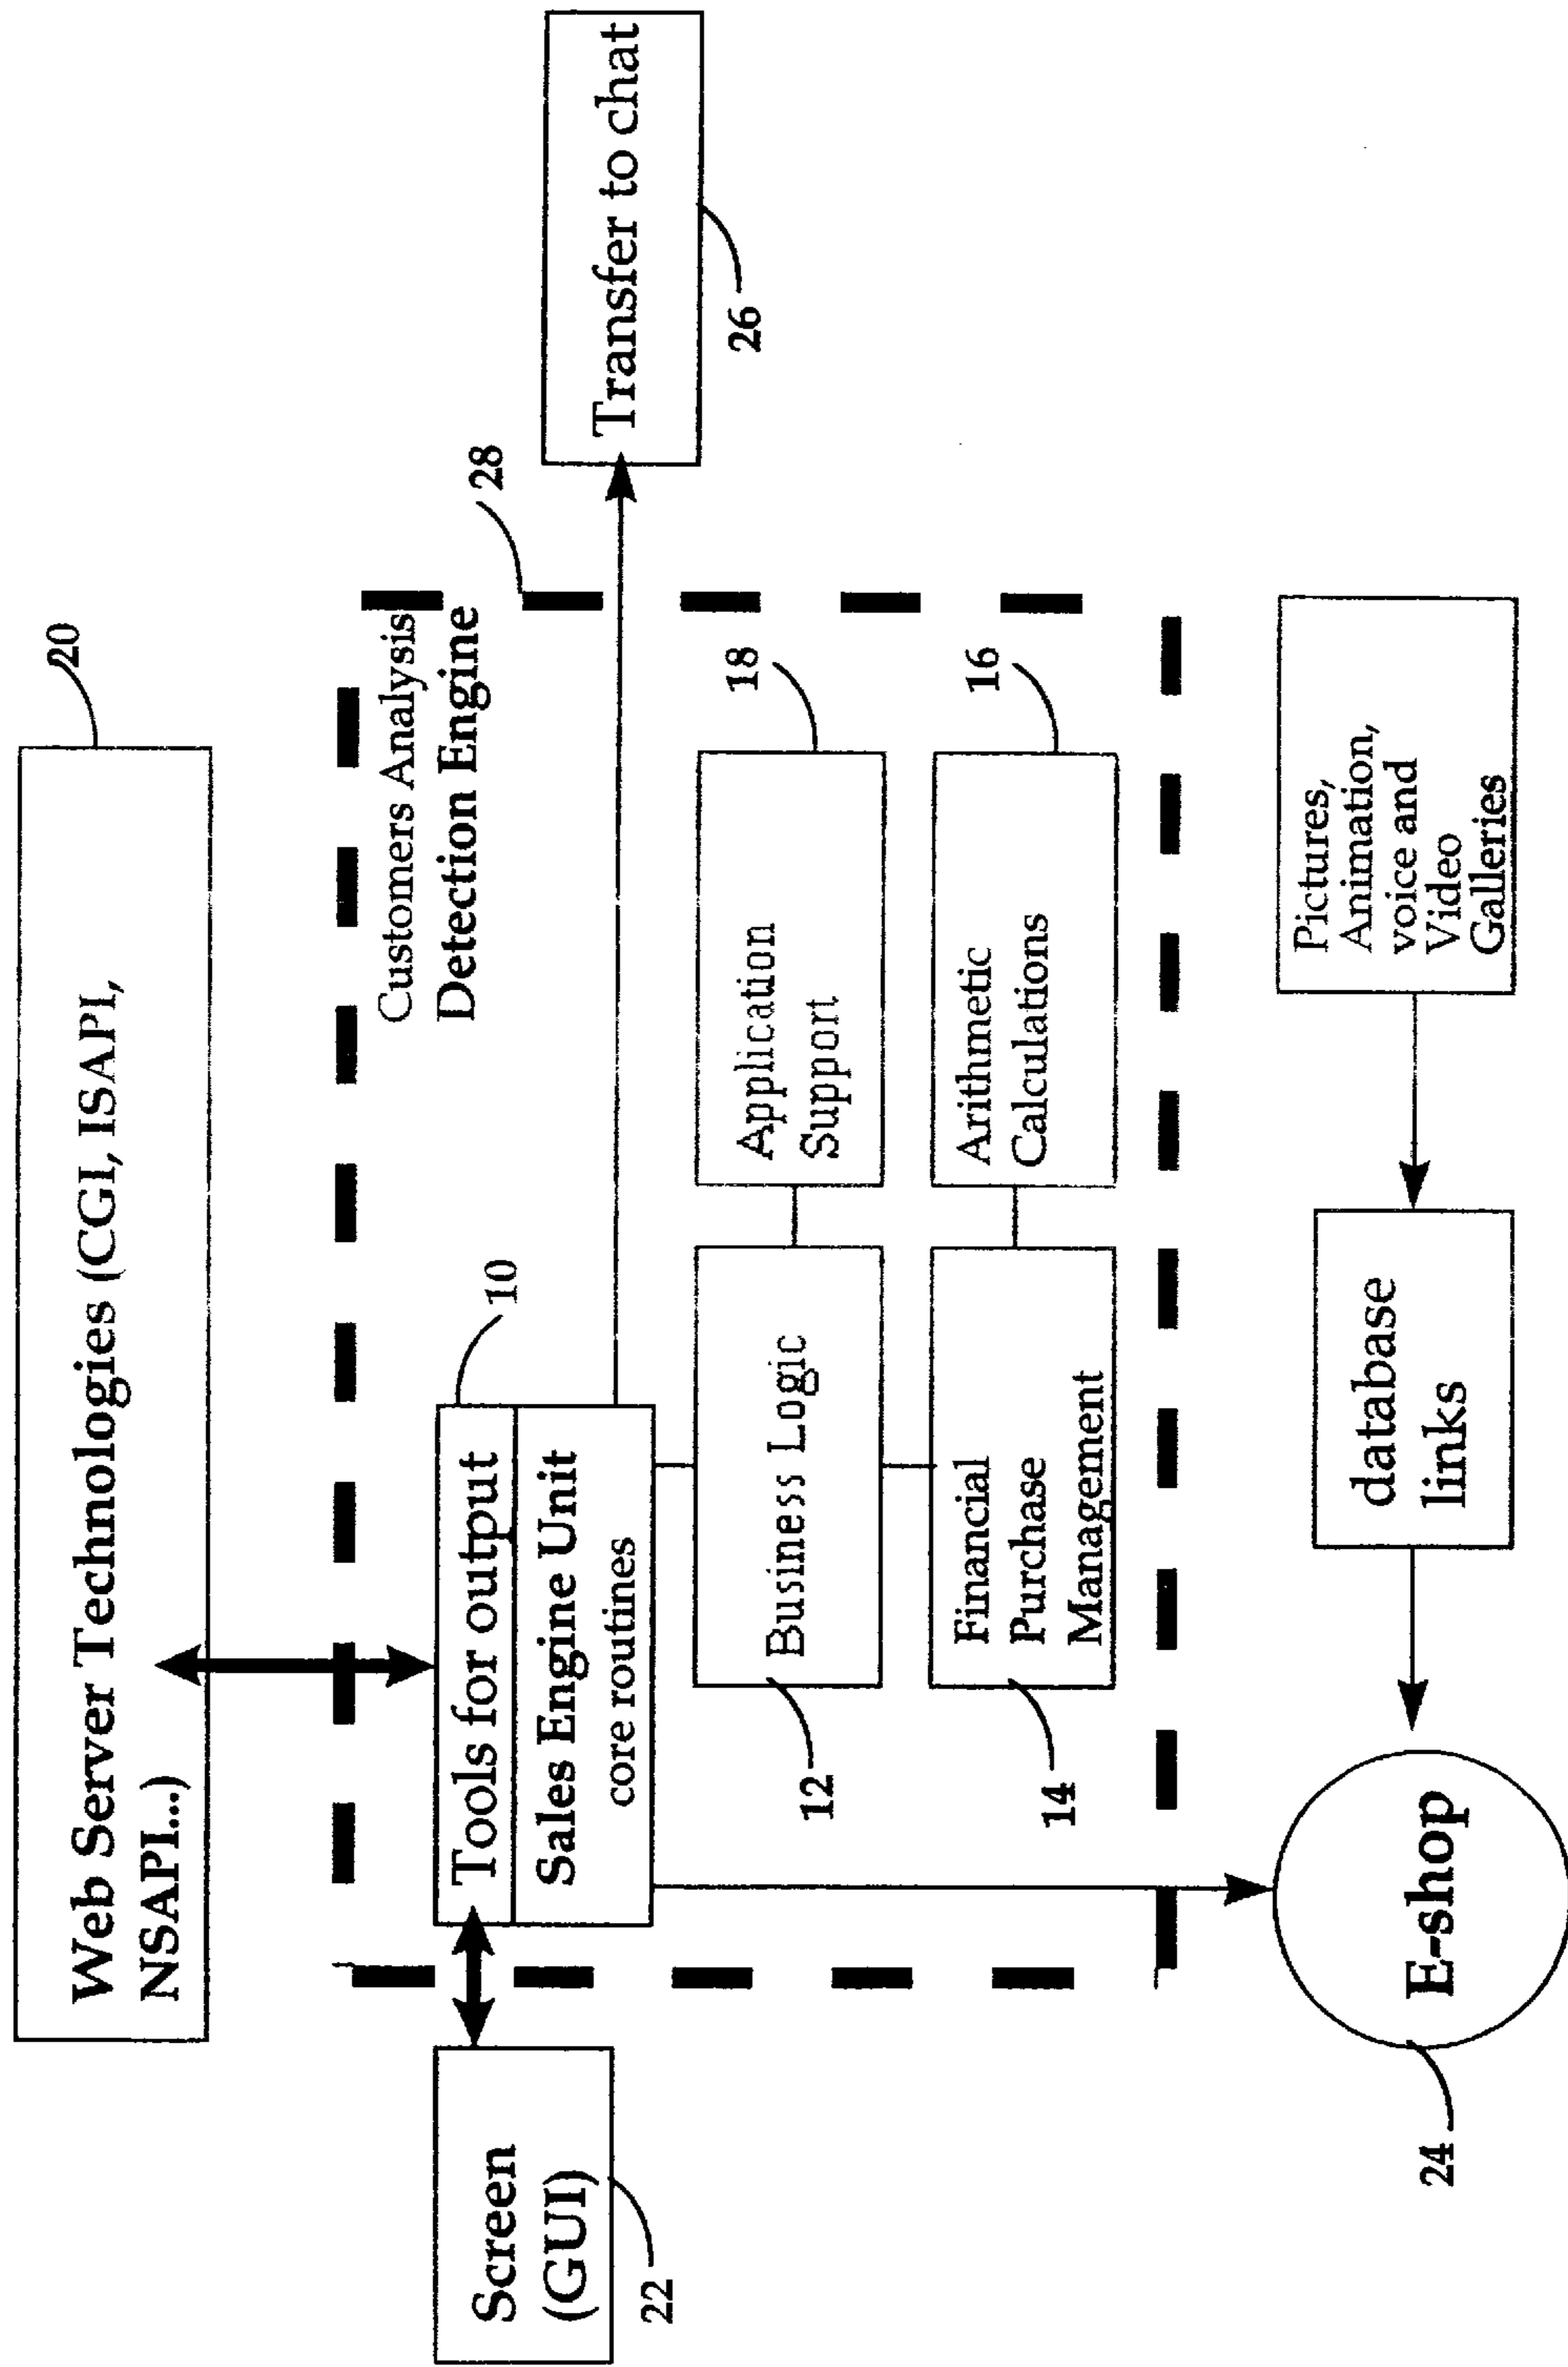 Web Server Technologies (CGI, ISAPI,
NSAPI...)
20
Customers Analysis
Detection Engine
28
Screen
(GUI)
22
Tools for output
10
Sales Engine Unit
core routines
Transfer to chat
26
Business Logic
12
Application
Support
18
Financial
Purchase
Management
14
Arithmetic
Calculations
16
E-shop
24
database
links
Pictures,
Animation,
voice and
Video
Galleries